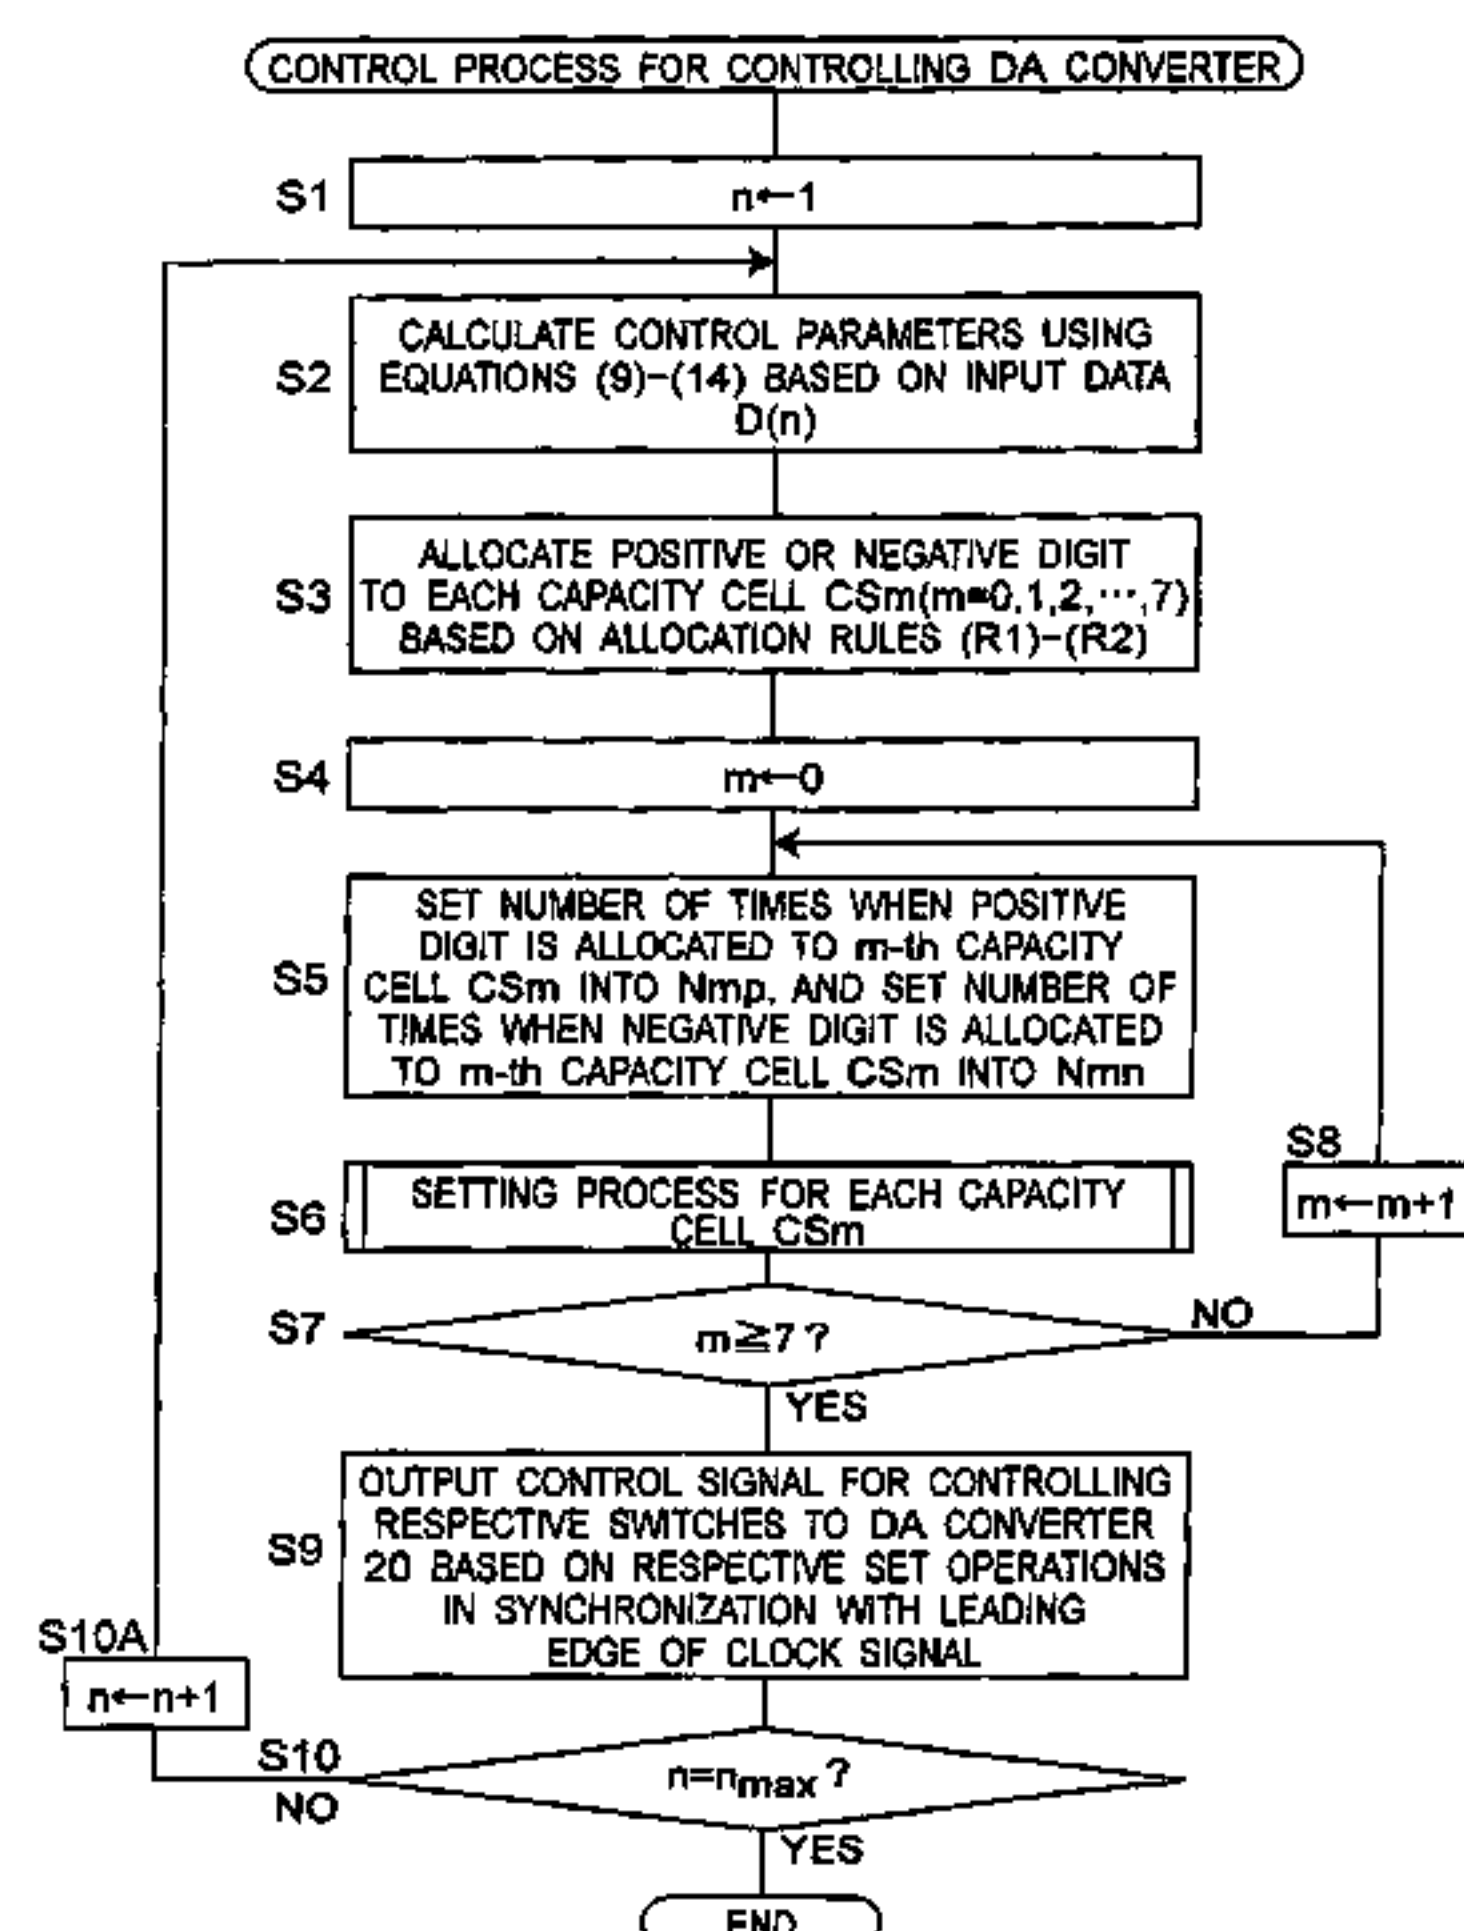 CONTROL PROCESS FOR CONTROLLING DA CONVERTER
S1
n←1
S2
CALCULATE CONTROL PARAMETERS USING
EQUATIONS (9)-(14) BASED ON INPUT DATA
D(n)
S3
ALLOCATE POSITIVE OR NEGATIVE DIGIT
TO EACH CAPACITY CELL CSm(m=0,1,2,⋯,7)
BASED ON ALLOCATION RULES (R1)-(R2)
S4
m←0
S5
SET NUMBER OF TIMES WHEN POSITIVE
DIGIT IS ALLOCATED TO m-th CAPACITY
CELL CSm INTO Nmp, AND SET NUMBER OF
TIMES WHEN NEGATIVE DIGIT IS ALLOCATED
TO m-th CAPACITY CELL CSm INTO Nmn
S6
SETTING PROCESS FOR EACH CAPACITY
CELL CSm
S8
m←m+1
S7
m≧7?
NO
YES
S9
OUTPUT CONTROL SIGNAL FOR CONTROLLING
RESPECTIVE SWITCHES TO DA CONVERTER
20 BASED ON RESPECTIVE SET OPERATIONS
IN SYNCHRONIZATION WITH LEADING
EDGE OF CLOCK SIGNAL
S10A
n←n+1
S10
n=nmax?
NO
YES
END